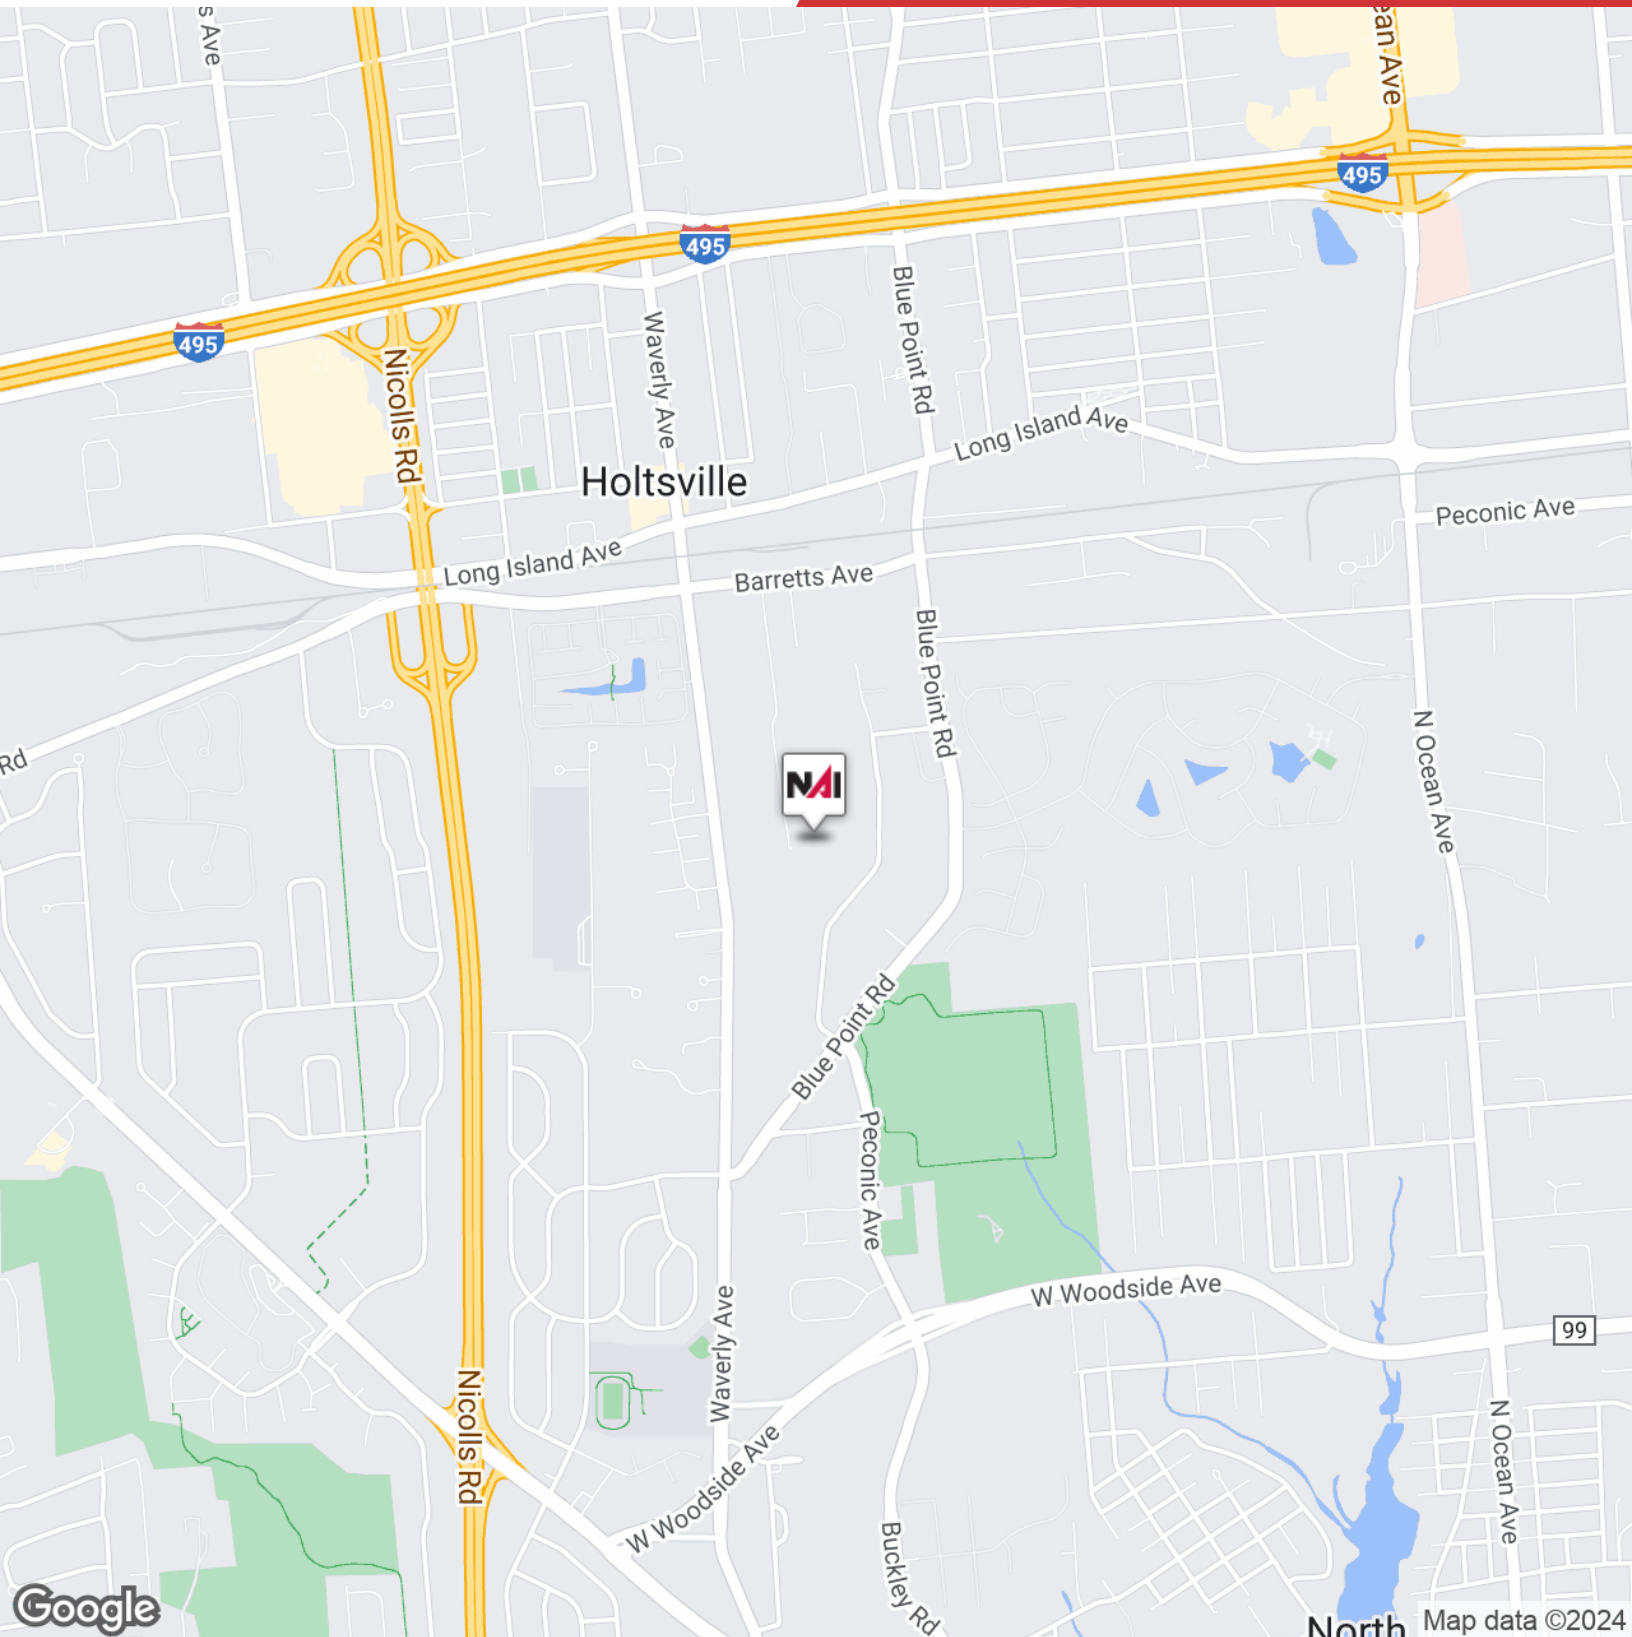 s Ave
ean Ave
495
495
495
Blue Point Rd
Waverly Ave
Nicolls Rd
Long Island Ave
Holtsville
Peconic Ave
Long Island Ave
Barretts Ave
Blue Point Rd
N Ocean Ave
Rd
NAI
Blue Point Rd
Peconic Ave
W Woodside Ave
Waverly Ave
99
Nicolls Rd
N Ocean Ave
W Woodside Ave
Buckley Rd
Google
North
Map data ©2024